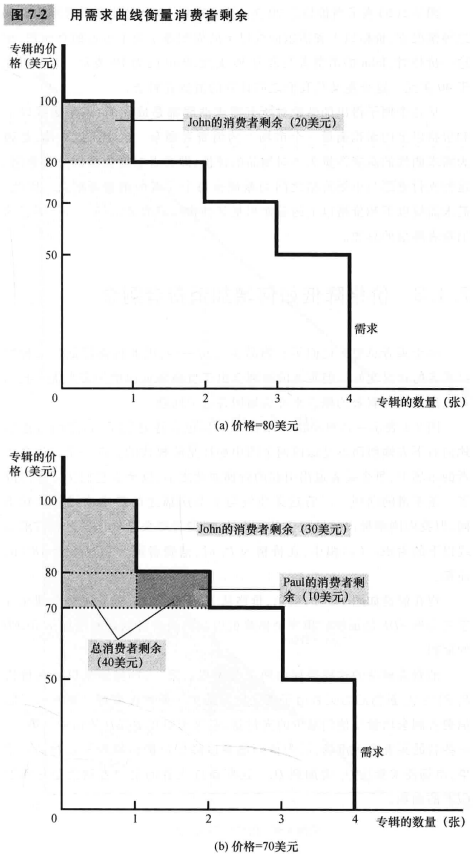 图 7-2 用需求曲线衡量消费者剩余
专辑的价
格 (美元)
100
John的消费者剩余（20美元）
80
70
50
需求
0
1
2
3
4
专辑的数量（张）
(a) 价格=80美元
专辑的价
格 (美元)
100
John的消费者剩余（30美元）
80
Paul的消费者剩
余（10美元）
70
总消费者剩余
(40美元)
50
需求
0
1
2
3
4
专辑的数量（张）
(b) 价格=70美元